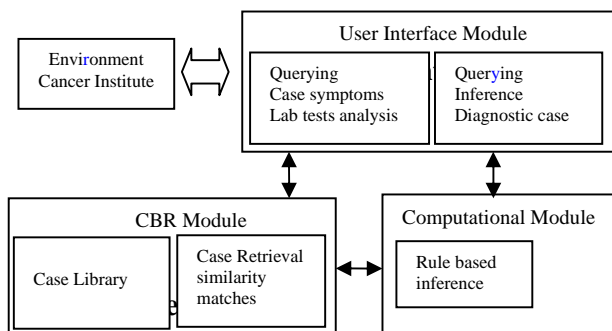 User Interface Module
Environment
Cancer Institute
Querying
Case symptoms
Lab tests analysis
Querying
Inference
Diagnostic case
CBR Module
Case Library
Case Retrieval
similarity
matches
Computational Module
Rule based
inference